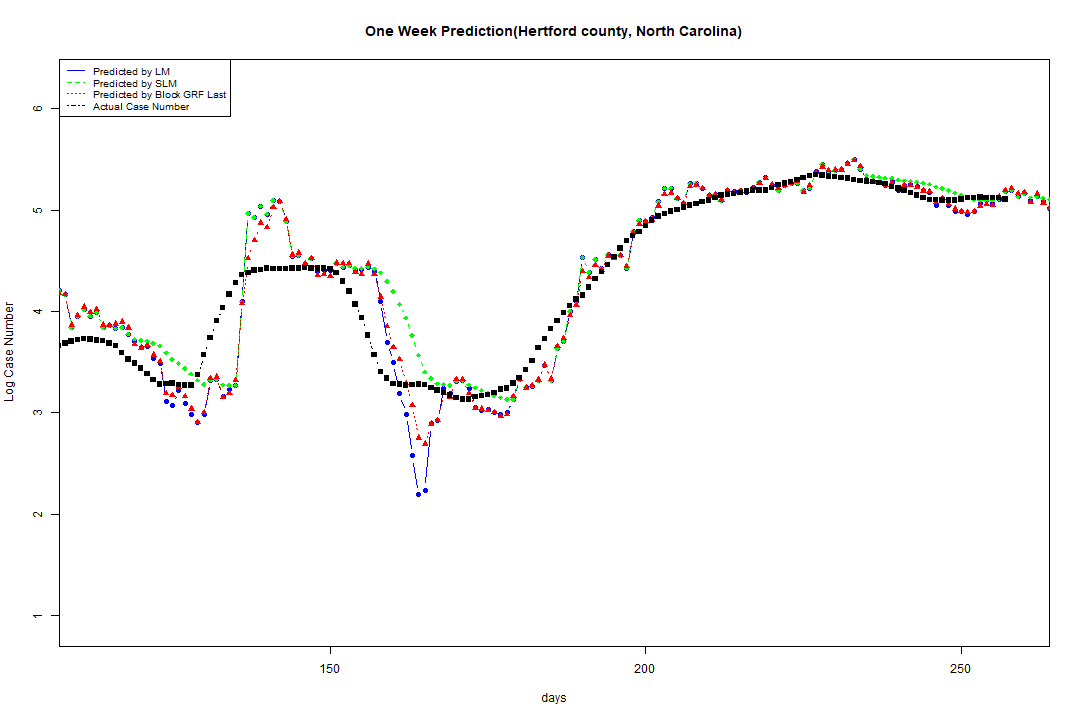 One Week Prediction(Hertford county, North Carolina)
Predicted by LM
Predicted by SLM
Predicted by Block GRF Last
Actual Case Number
Log Case Number
6
5
4
3
2
1
150
200
250
days